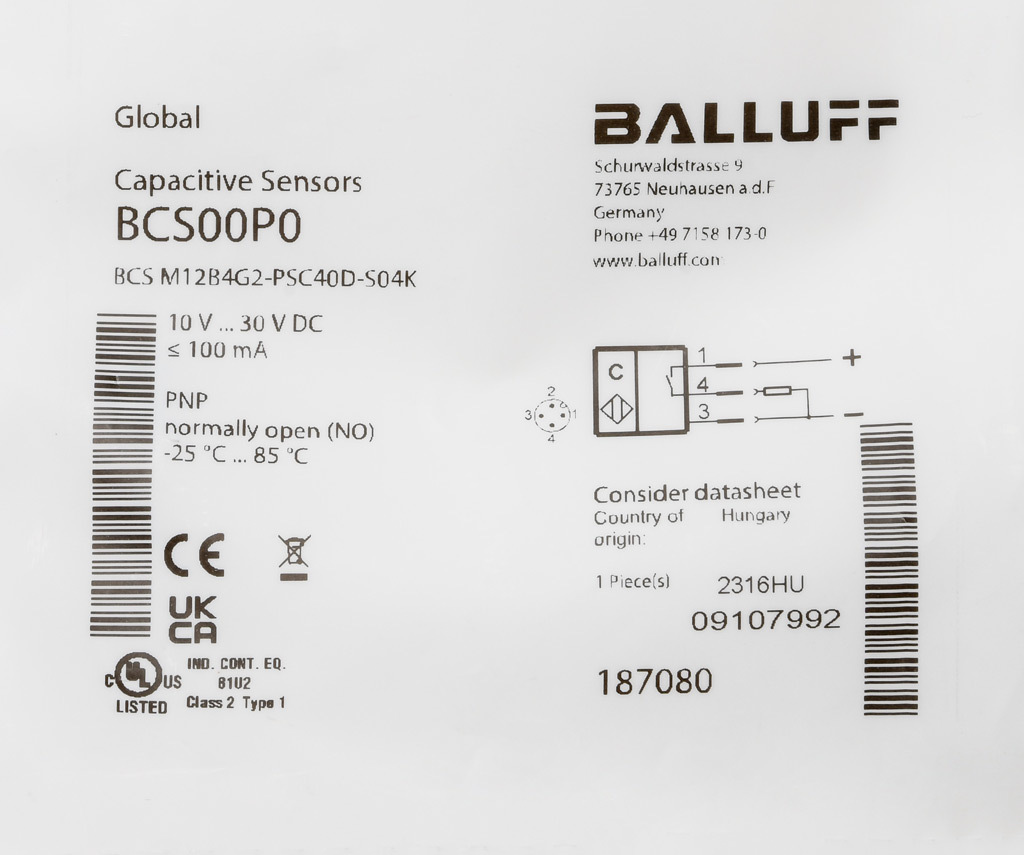 Global
Capacitive Sensors
BCS00P0
BCS M12B4G2-PSC40D-S04K
10 V ... 30 V DC
≤ 100 mA
PNP
normally open (NO)
-25 °C ... 85 °C
CE
UK
CA
C UL US
LISTED
IND. CONT. EQ.
81U2
Class 2 Type 1
BALLUFF
Schurwaldstrasse 9
73765 Neuhausen a.d.F
Germany
Phone +49 7158 173-0
www.balluff.com
2
3 1
4
C
1 +
4
3 –
Consider datasheet
Country of Hungary
origin:
1 Piece(s) 2316HU
09107992
187080